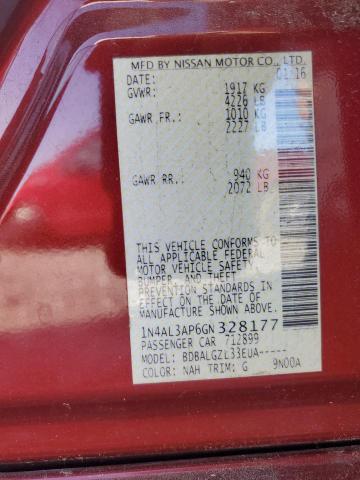 MFD BY NISSAN MOTOR CO., LTD.
DATE: 01/16
GVWR: 1917 KG
4226 LB
GAWR FR.: 1010 KG
2227 LB
GAWR RR.: 940 KG
2072 LB
THIS VEHICLE CONFORMS TO
ALL APPLICABLE FEDERAL
MOTOR VEHICLE SAFETY
BUMPER, AND THEFT
PREVENTION STANDARDS IN
EFFECT ON THE DATE OF
MANUFACTURE SHOWN ABOVE.
1N4AL3AP6GN328177
PASSENGER CAR 712899
MODEL: BDBALGZL33EUA-----
COLOR: NAH TRIM: G 9N00A